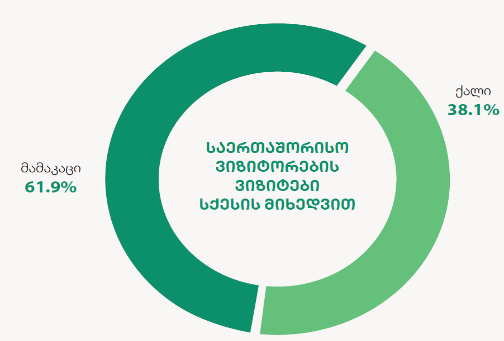 ქალი
38.1%
საერთაშორისო
ვიზიტორების
ვიზიტები
სქესის მიხედვით
მამაკაცი
61.9%